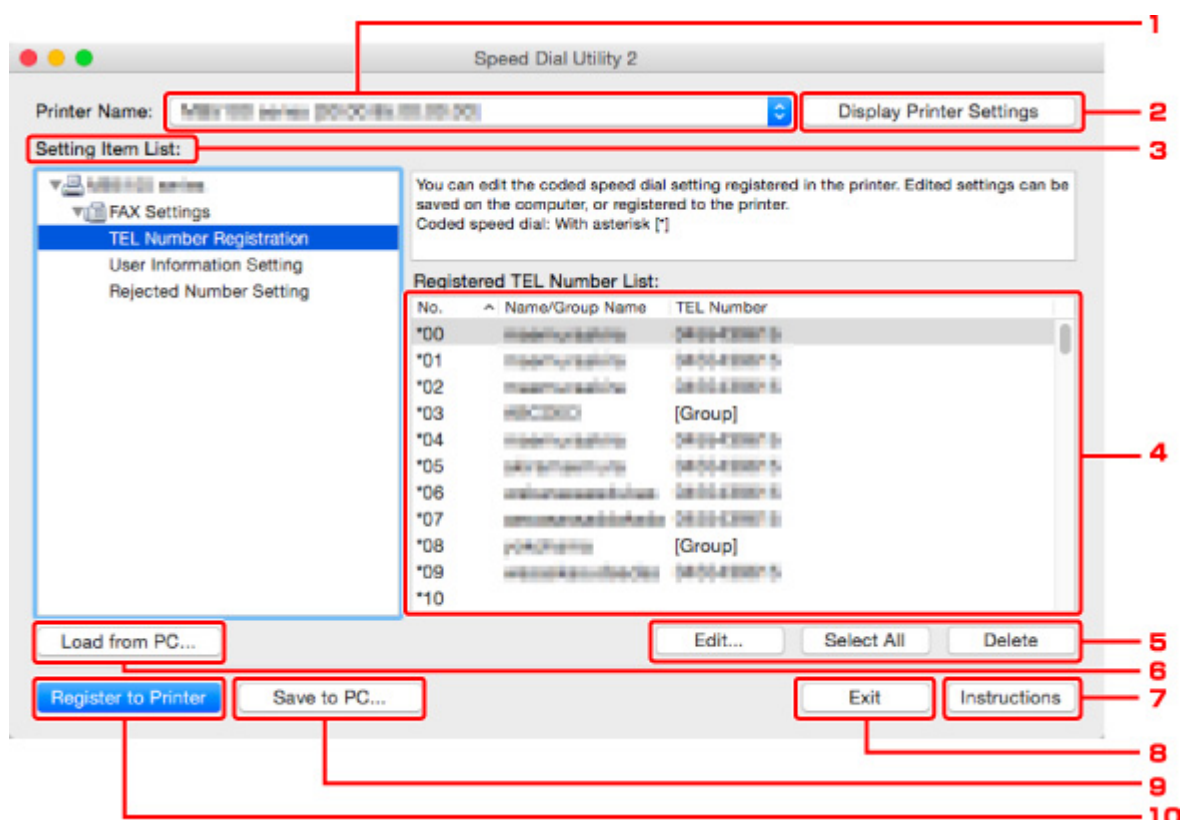 1
Speed Dial Utility 2
Printer Name:
Display Printer Settings
2
Setting Item List:
3
series
FAX Settings
TEL Number Registration
User Information Setting
Rejected Number Setting
You can edit the coded speed dial setting registered in the printer. Edited settings can be
saved on the computer, or registered to the printer.
Coded speed dial: With asterisk [*]
Registered TEL Number List:
No. Name/Group Name TEL Number
*00
*01
*02
*03 [Group]
*04
*05
*06
*07
*08 [Group]
*09
*10
4
Load from PC...
Edit... Select All Delete
5
6
Register to Printer Save to PC... Exit Instructions
7
8
9
10